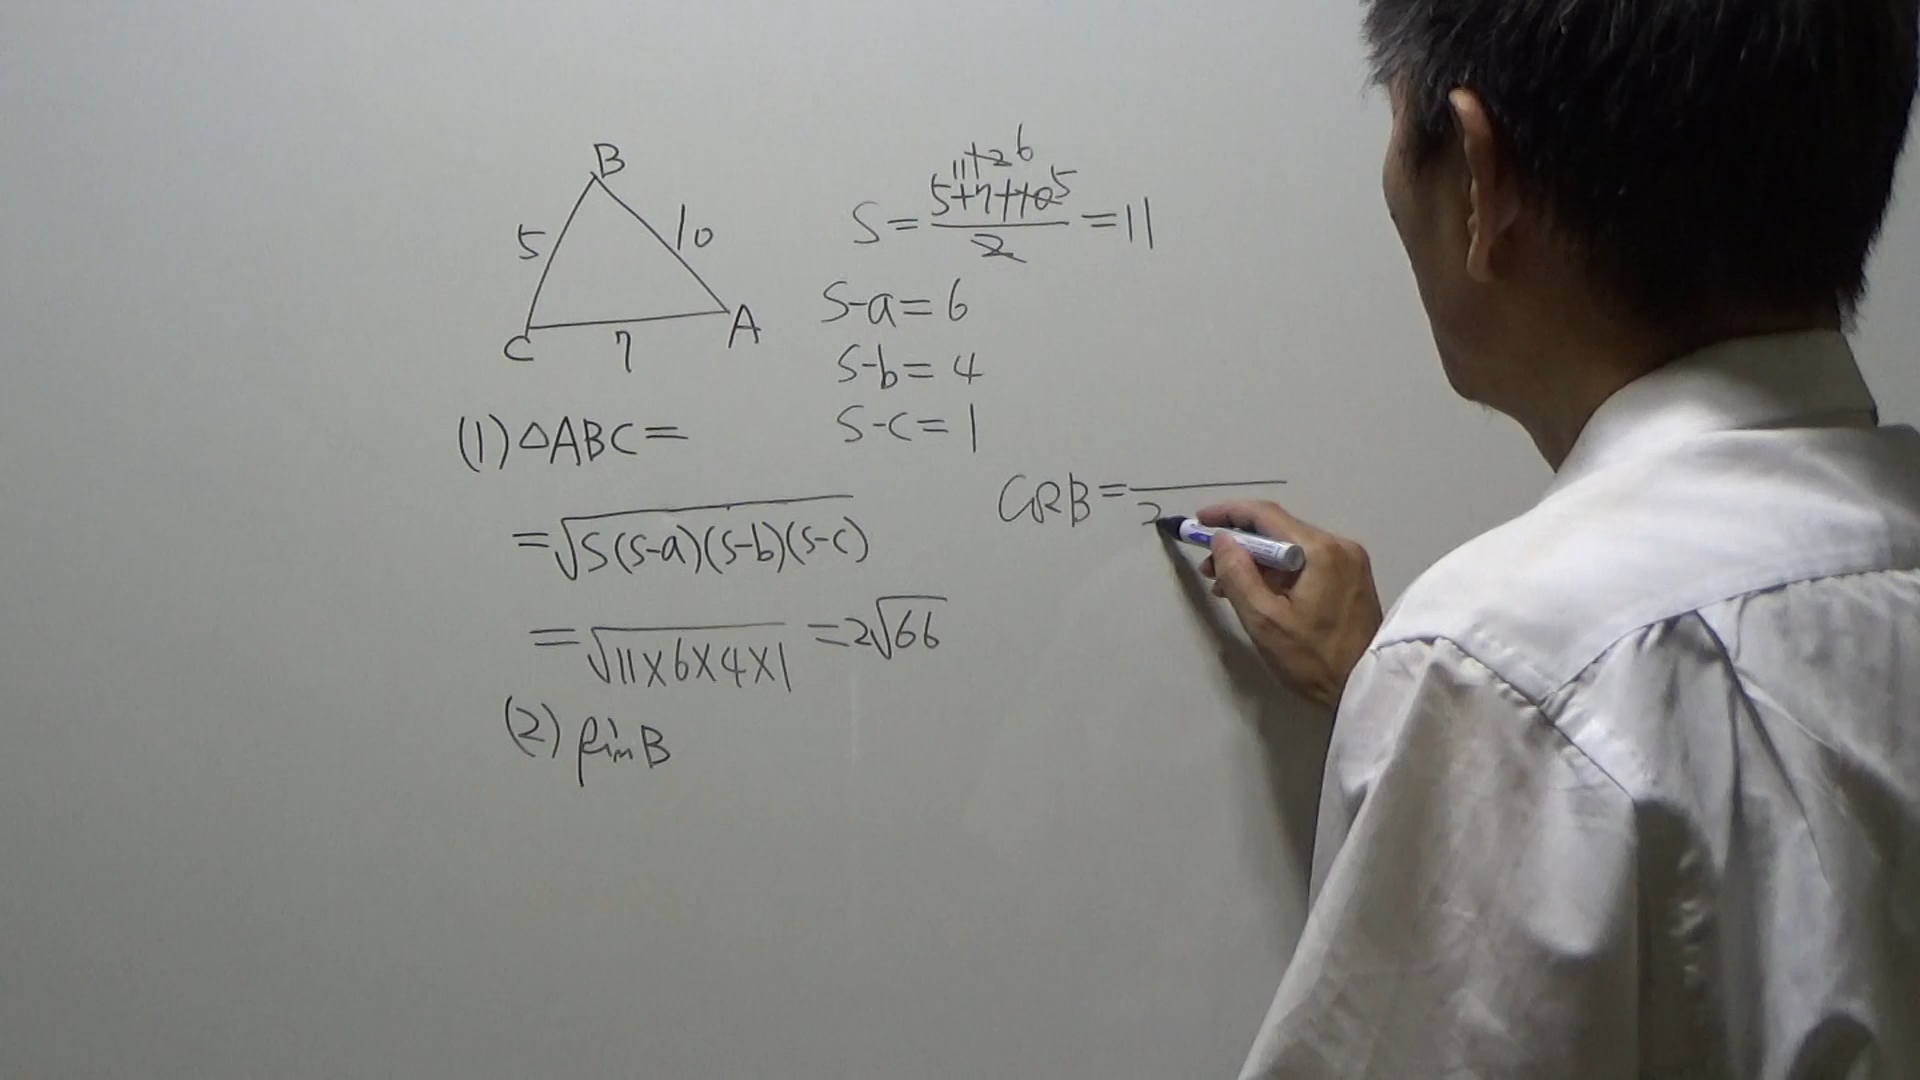 B
5
10
C
7
A
S = 5+7+10 / 2 = 11
S-a = 6
S-b = 4
S-c = 1
(1) △ABC =
= √S(S-a)(S-b)(S-c)
= √11×6×4×1 = 2√66
(2) sin B
cos B = 2